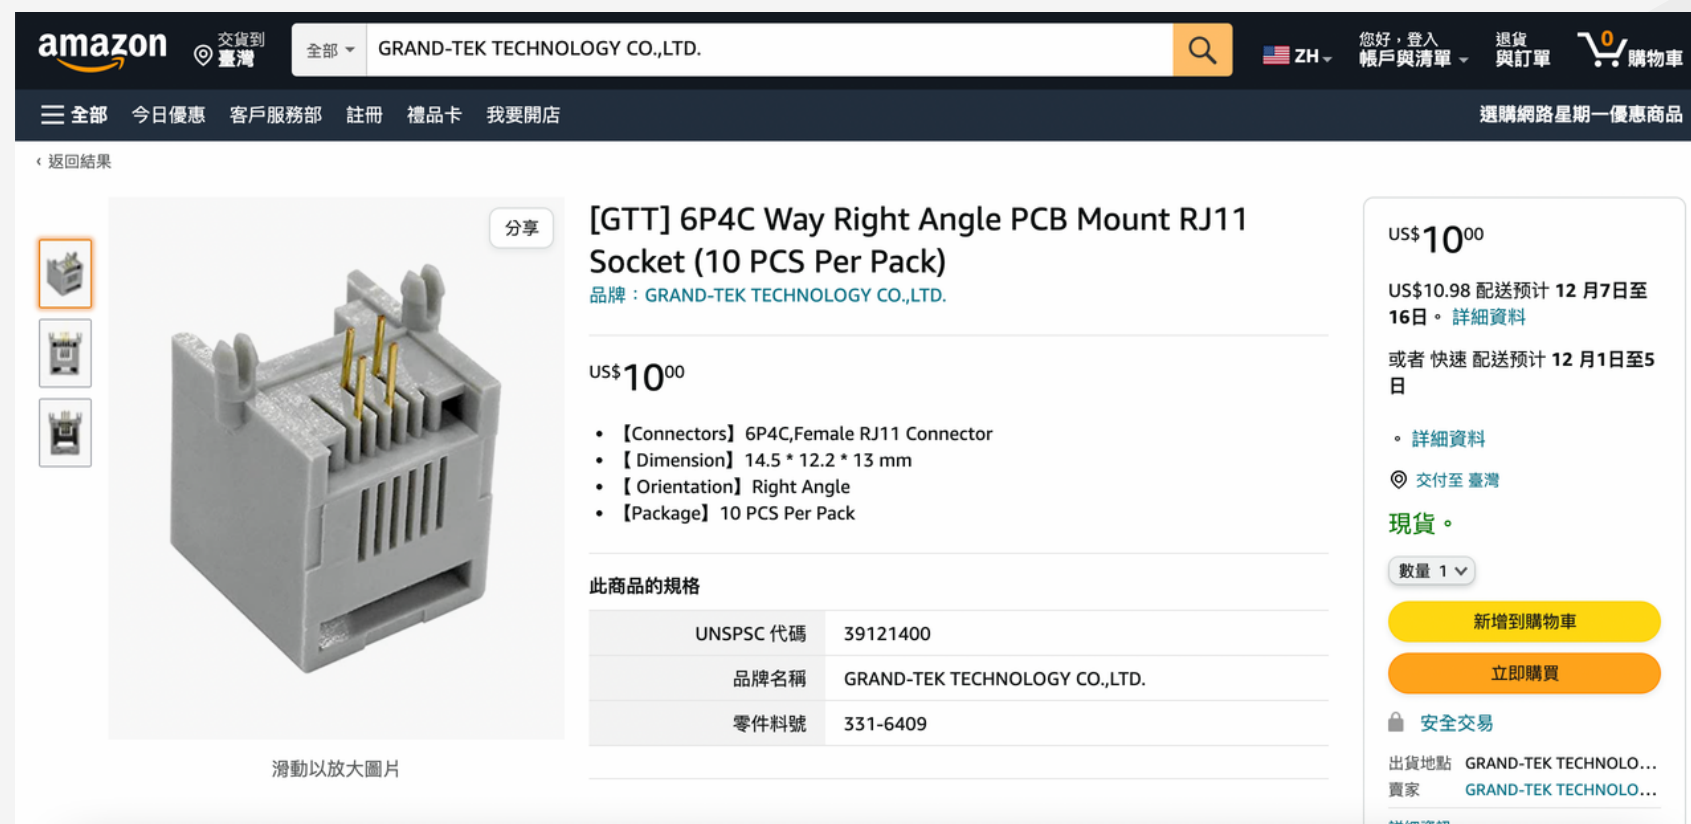 amazon
交貨到
臺灣
全部
GRAND-TEK TECHNOLOGY CO.,LTD.
ZH
您好，登入
帳戶與清單
退貨
與訂單
0
購物車
全部 今日優惠 客戶服務部 註冊 禮品卡 我要開店
選購網路星期一優惠商品
‹ 返回結果
分享
滑動以放大圖片
[GTT] 6P4C Way Right Angle PCB Mount RJ11
Socket (10 PCS Per Pack)
品牌：GRAND-TEK TECHNOLOGY CO.,LTD.
US$1000
• 【Connectors】6P4C,Female RJ11 Connector
• 【 Dimension】14.5 * 12.2 * 13 mm
• 【 Orientation】Right Angle
• 【Package】10 PCS Per Pack
此商品的規格
UNSPSC 代碼 39121400
品牌名稱 GRAND-TEK TECHNOLOGY CO.,LTD.
零件料號 331-6409
US$1000
US$10.98 配送预计 12 月7日至
16日。 詳細資料
或者 快速 配送预计 12 月1日至5
日
。 詳細資料
交付至 臺灣
現貨。
數量 1
新增到購物車
立即購買
安全交易
出貨地點 GRAND-TEK TECHNOLO...
賣家 GRAND-TEK TECHNOLO...